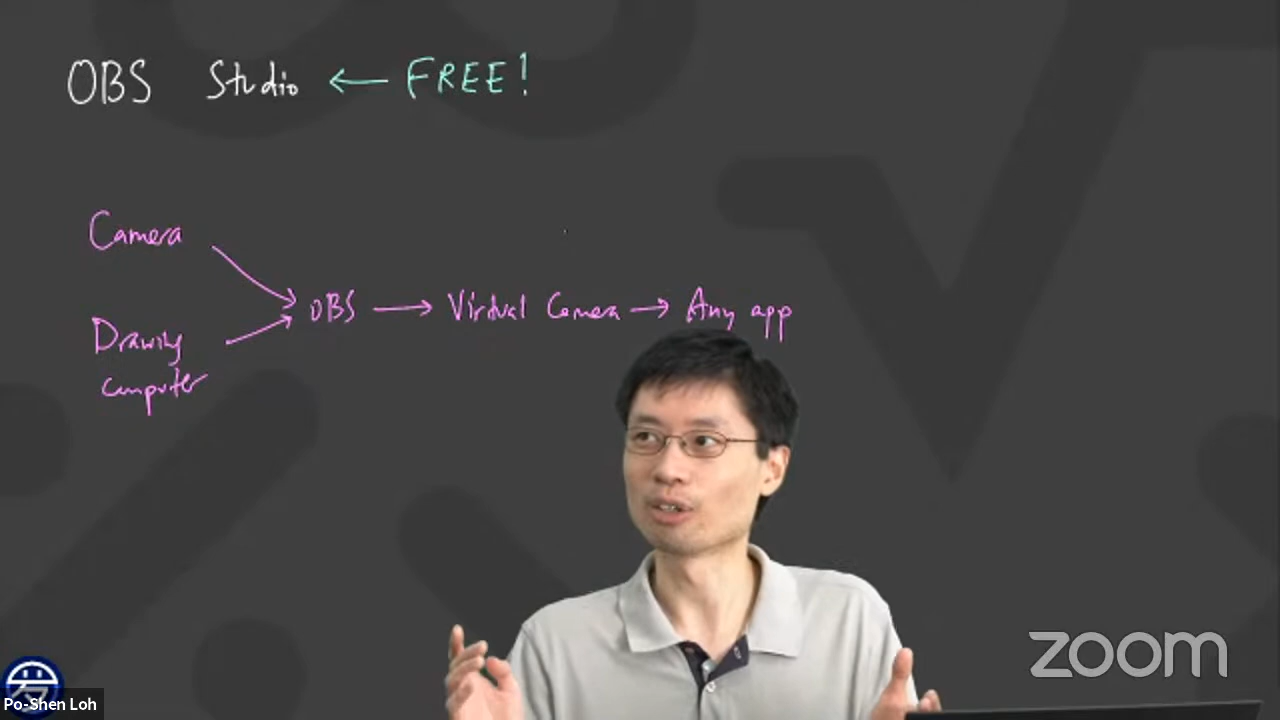 OBS Studio ← FREE!
Camera
OBS → Virtual Camera → Any app
Drawing
computer
zoom
Po-Shen Loh